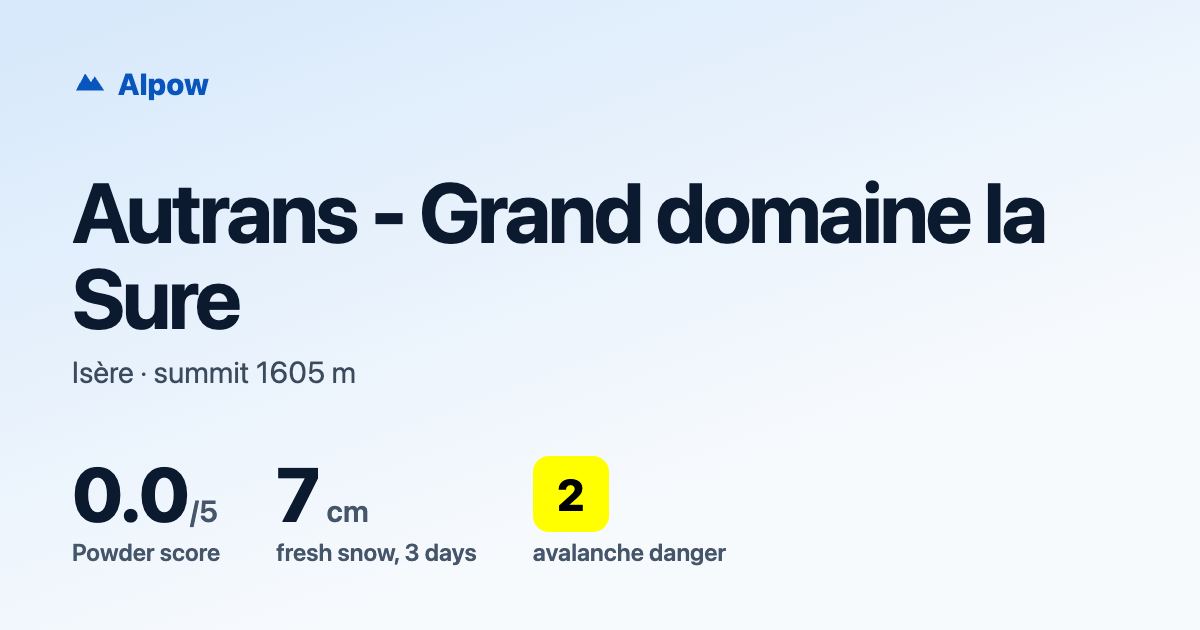 Alpow
Autrans - Grand domaine la
Sure
Isère · summit 1605 m
0.0/5
Powder score
7 cm
fresh snow, 3 days
2
avalanche danger